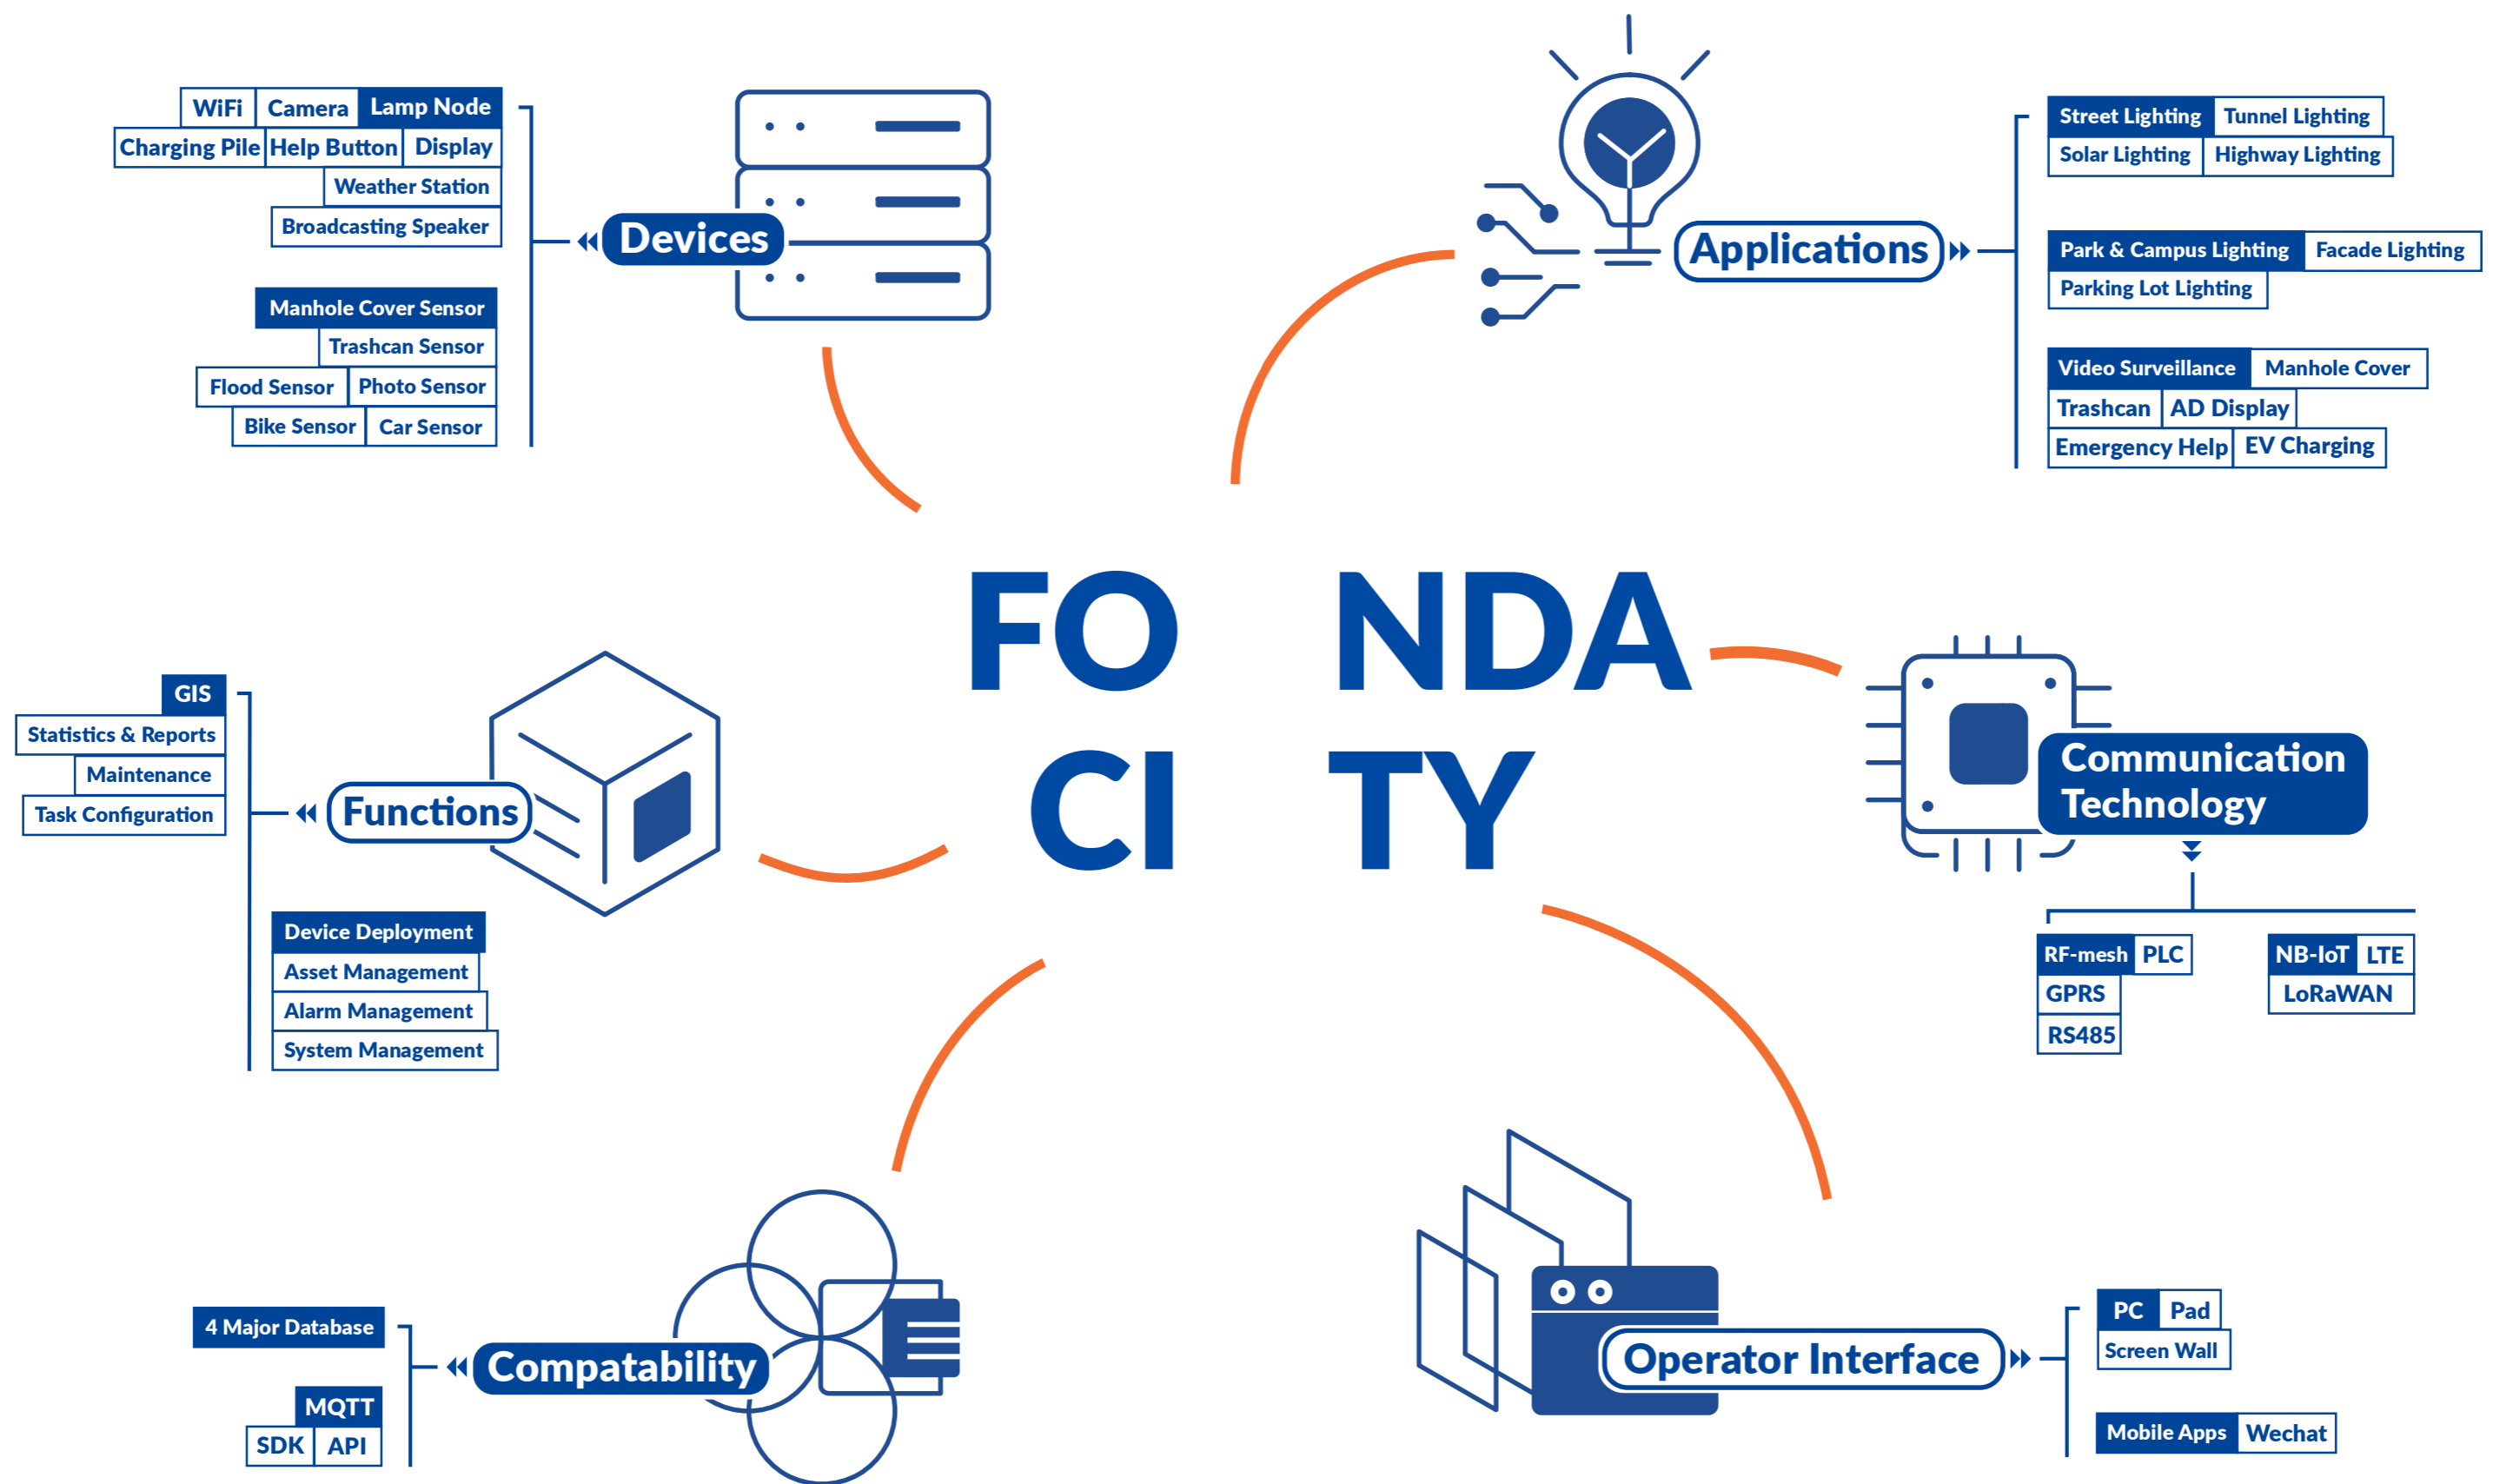 WiFi Camera Lamp Node
Charging Pile Help Button Display
Weather Station
Broadcasting Speaker
Manhole Cover Sensor
Trashcan Sensor
Flood Sensor Photo Sensor
Bike Sensor Car Sensor
Devices
Applications
Street Lighting Tunnel Lighting
Solar Lighting Highway Lighting
Park & Campus Lighting Facade Lighting
Parking Lot Lighting
Video Surveillance Manhole Cover
Trashcan AD Display
Emergency Help EV Charging
FO NDA
CI TY
GIS
Statistics & Reports
Maintenance
Task Configuration
Functions
Device Deployment
Asset Management
Alarm Management
System Management
Communication
Technology
RF-mesh PLC
GPRS
RS485
NB-IoT LTE
LoRaWAN
4 Major Database
MQTT
SDK API
Compatability
Operator Interface
PC Pad
Screen Wall
Mobile Apps Wechat